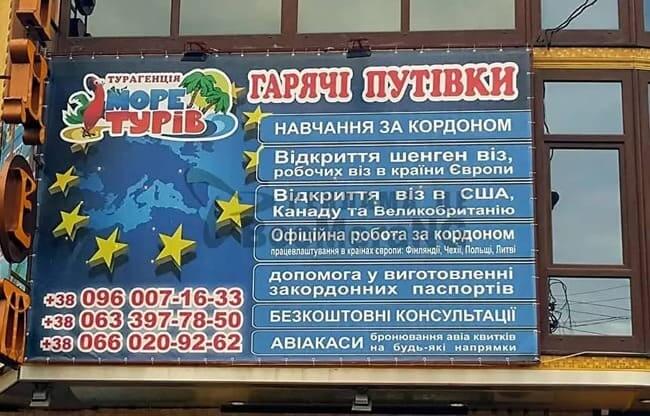 ТУРАГЕНЦІЯ
МОРЕ
ТУРІВ
ГАРЯЧІ ПУТІВКИ
НАВЧАННЯ ЗА КОРДОНОМ
Відкриття шенген віз,
робочих віз в країни Європи
Відкриття віз в США,
Канаду та Великобританію
Офіційна робота за кордоном
працевлаштування в країнах європи: Фінляндії, Чехії, Польщі, Литві
допомога у виготовленні
закордонних паспортів
БЕЗКОШТОВНІ КОНСУЛЬТАЦІЇ
АВІАКАСИ бронювання авіа квитків
на будь-які напрямки
+38 096 007-16-33
+38 063 397-78-50
+38 066 020-92-62